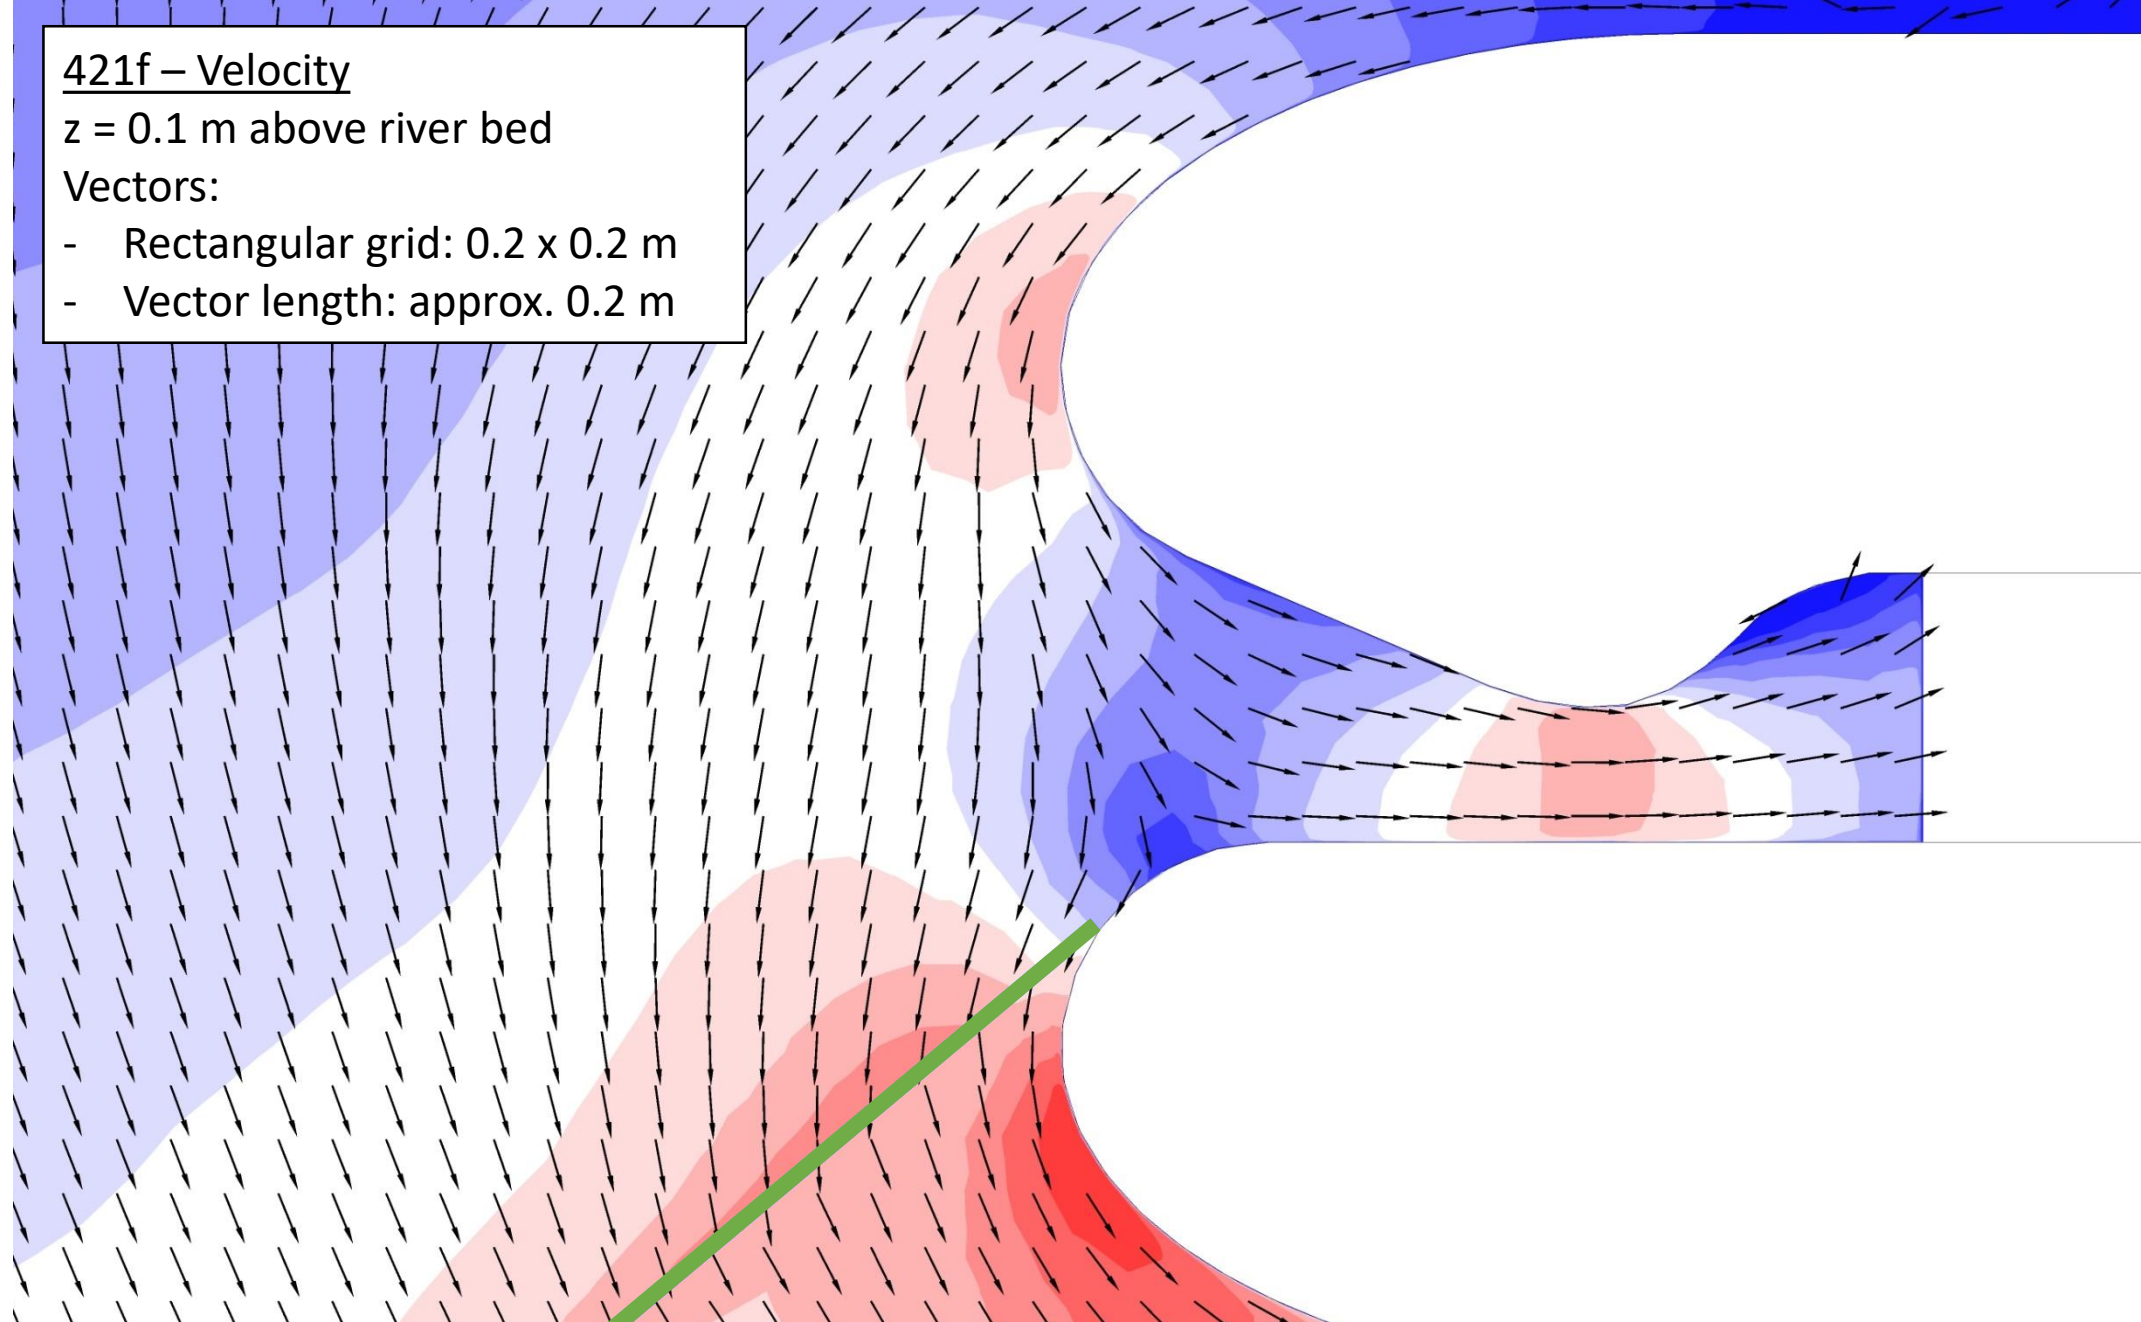 421f – Velocity
z = 0.1 m above river bed
Vectors:
- Rectangular grid: 0.2 x 0.2 m
- Vector length: approx. 0.2 m